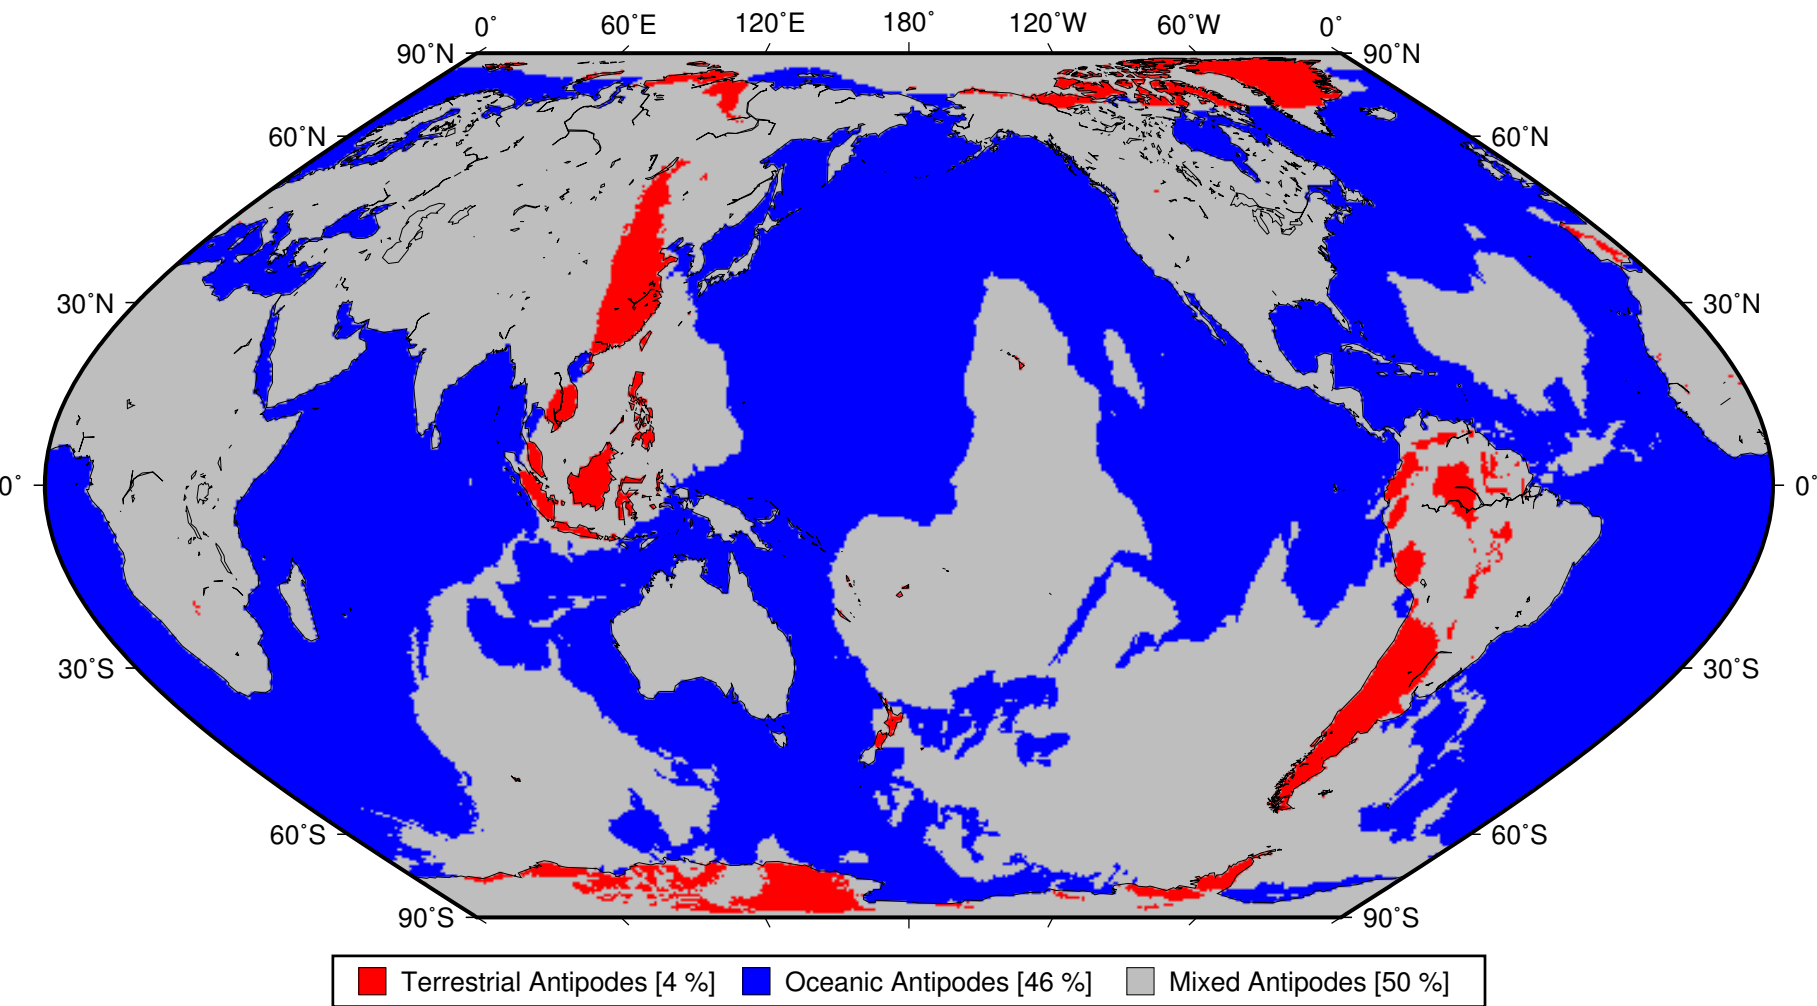 0˚ 60˚E 120˚E 180˚ 120˚W 60˚W 0˚
90˚N 90˚N
60˚N 60˚N
30˚N 30˚N
0˚ 0˚
30˚S 30˚S
60˚S 60˚S
90˚S 90˚S
Terrestrial Antipodes [4 %] Oceanic Antipodes [46 %] Mixed Antipodes [50 %]